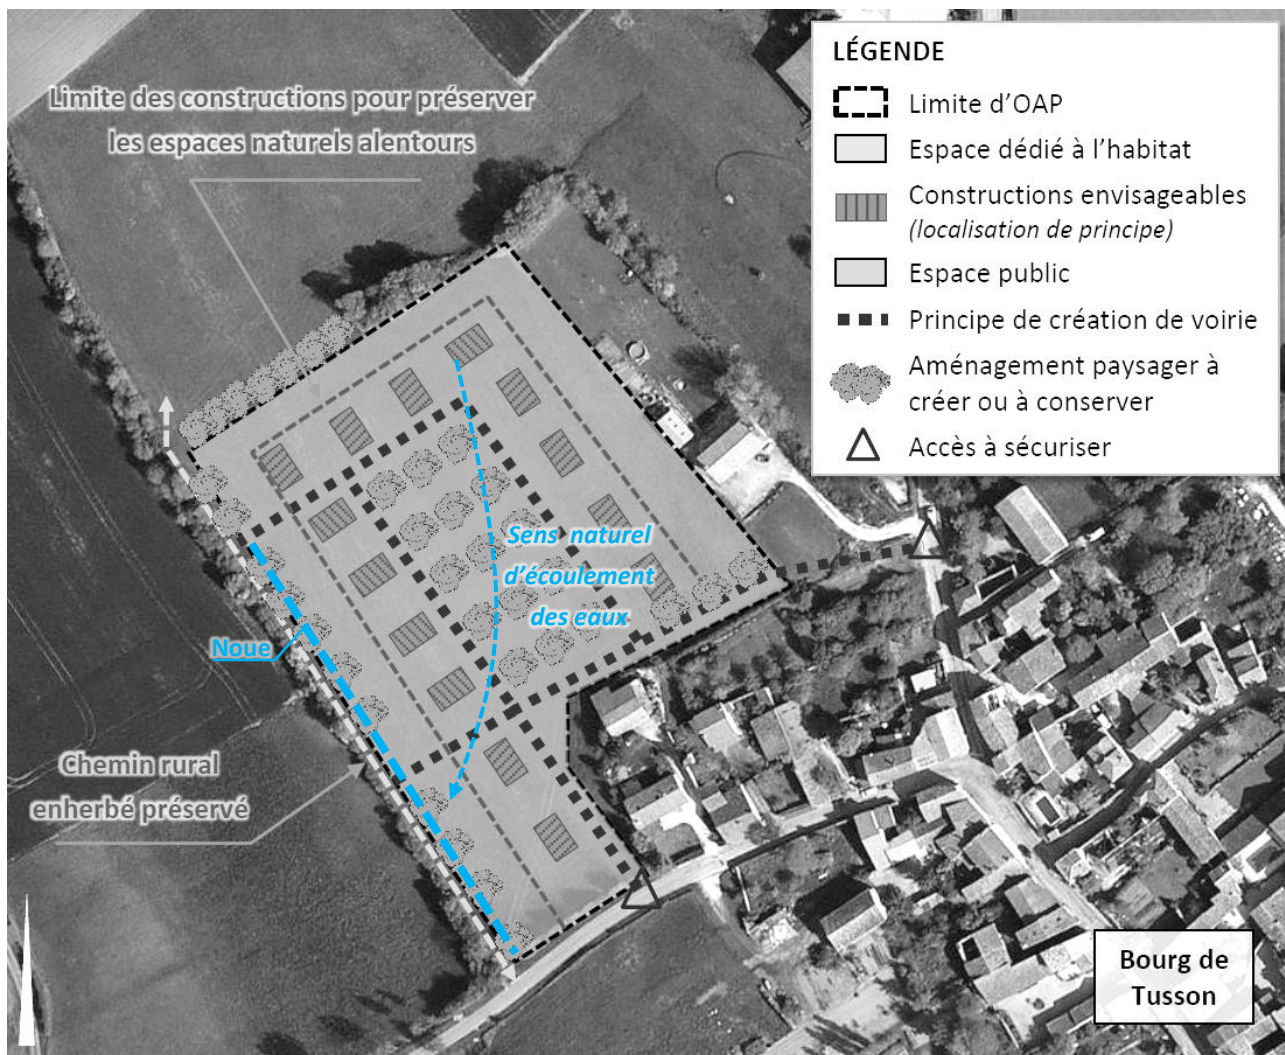 Limite des constructions pour préserver
les espaces naturels alentours
LÉGENDE
Limite d'OAP
Espace dédié à l'habitat
Constructions envisageables
(localisation de principe)
Espace public
Principe de création de voirie
Aménagement paysager à
créer ou à conserver
Accès à sécuriser
Sens naturel
d'écoulement
des eaux
Noue
Chemin rural
enherbé préservé
Bourg de
Tusson